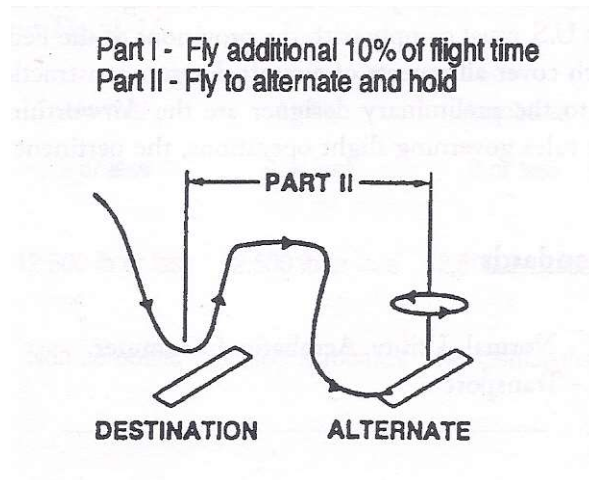 Part I - Fly additional 10% of flight time
Part II - Fly to alternate and hold
PART II
DESTINATION
ALTERNATE